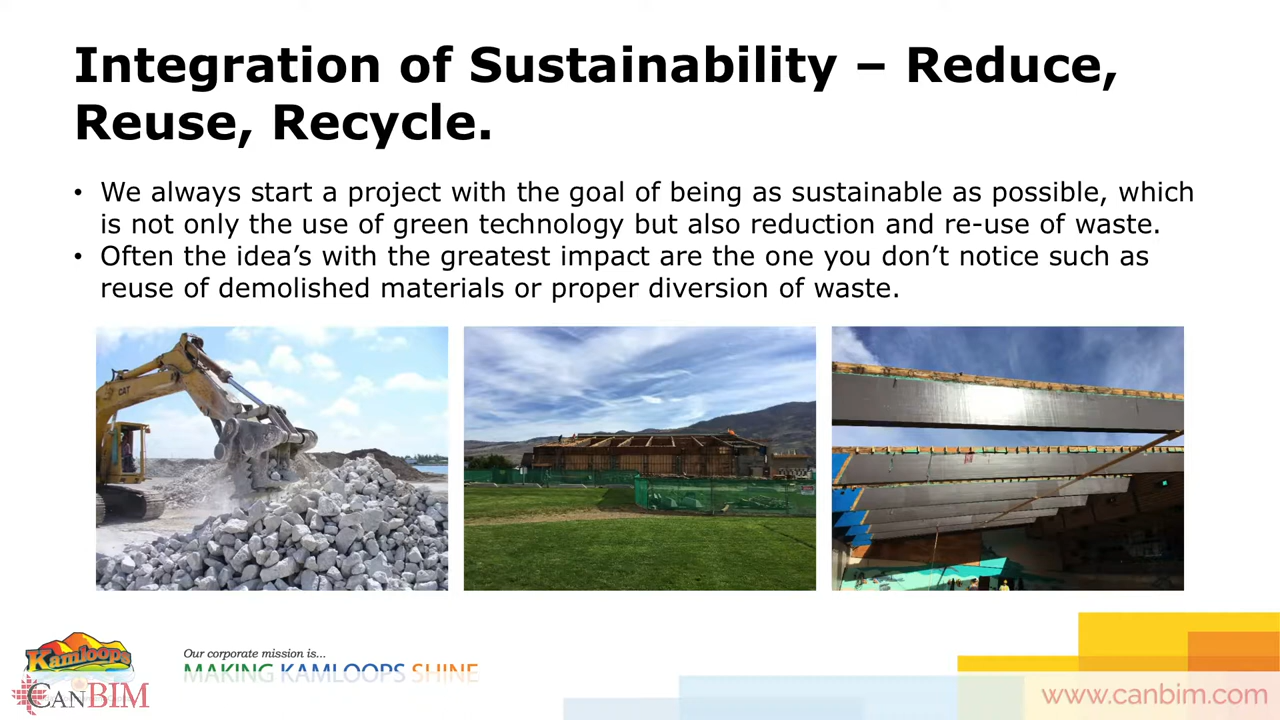 Integration of Sustainability – Reduce,
Reuse, Recycle.
• We always start a project with the goal of being as sustainable as possible, which
is not only the use of green technology but also reduction and re-use of waste.
• Often the idea’s with the greatest impact are the one you don’t notice such as
reuse of demolished materials or proper diversion of waste.
CAT
Kamloops
Our corporate mission is...
MAKING KAMLOOPS SHINE
CANBIM
www.canbim.com